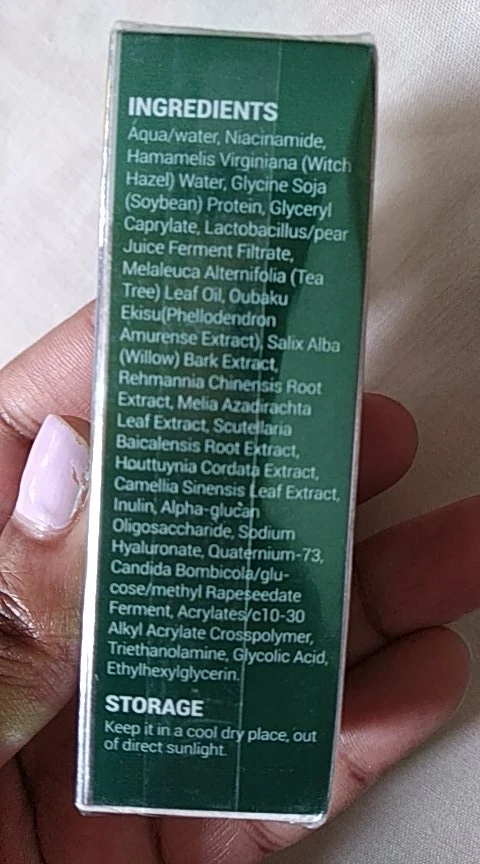 INGREDIENTS
Aqua/water, Niacinamide,
Hamamelis Virginiana (Witch
Hazel) Water, Glycine Soja
(Soybean) Protein, Glyceryl
Caprylate, Lactobacillus/pear
Juice Ferment Filtrate,
Melaleuca Alternifolia (Tea
Tree) Leaf Oil, Oubaku
Ekisu(Phellodendron
Amurense Extract), Salix Alba
(Willow) Bark Extract,
Rehmannia Chinensis Root
Extract, Melia Azadirachta
Leaf Extract, Scutellaria
Baicalensis Root Extract,
Houttuynia Cordata Extract,
Camellia Sinensis Leaf Extract,
Inulin, Alpha-glucan
Oligosaccharide, Sodium
Hyaluronate, Quaternium-73,
Candida Bombicola/glu-
cose/methyl Rapeseedate
Ferment, Acrylates/c10-30
Alkyl Acrylate Crosspolymer,
Triethanolamine, Glycolic Acid,
Ethylhexylglycerin.
STORAGE
Keep it in a cool dry place, out
of direct sunlight.